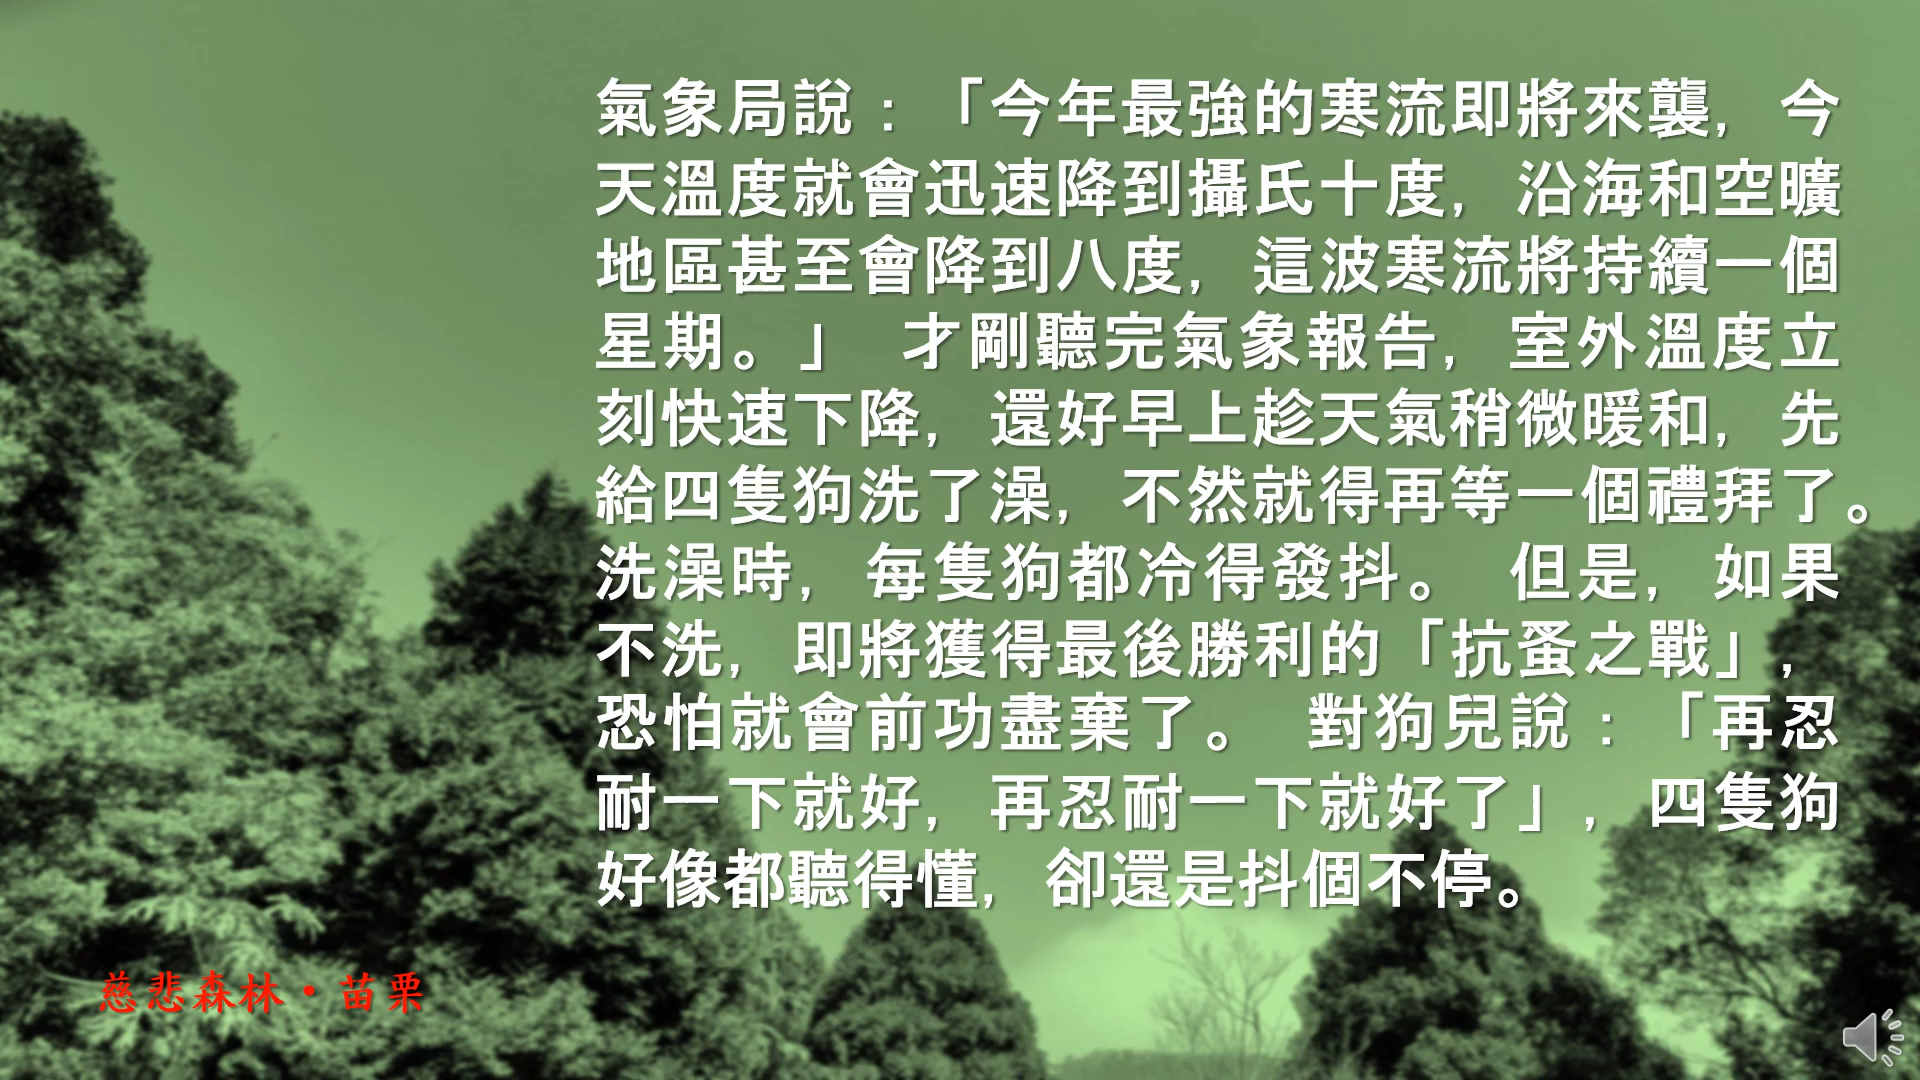 氣象局說：「今年最強的寒流即將來襲，今
天溫度就會迅速降到攝氏十度，沿海和空曠
地區甚至會降到八度，這波寒流將持續一個
星期。」 才剛聽完氣象報告，室外溫度立
刻快速下降，還好早上趁天氣稍微暖和，先
給四隻狗洗了澡，不然就得再等一個禮拜了。
洗澡時，每隻狗都冷得發抖。 但是，如果
不洗，即將獲得最後勝利的「抗蚤之戰」，
恐怕就會前功盡棄了。 對狗兒說：「再忍
耐一下就好，再忍耐一下就好了」，四隻狗
好像都聽得懂，卻還是抖個不停。
慈悲森林・苗栗